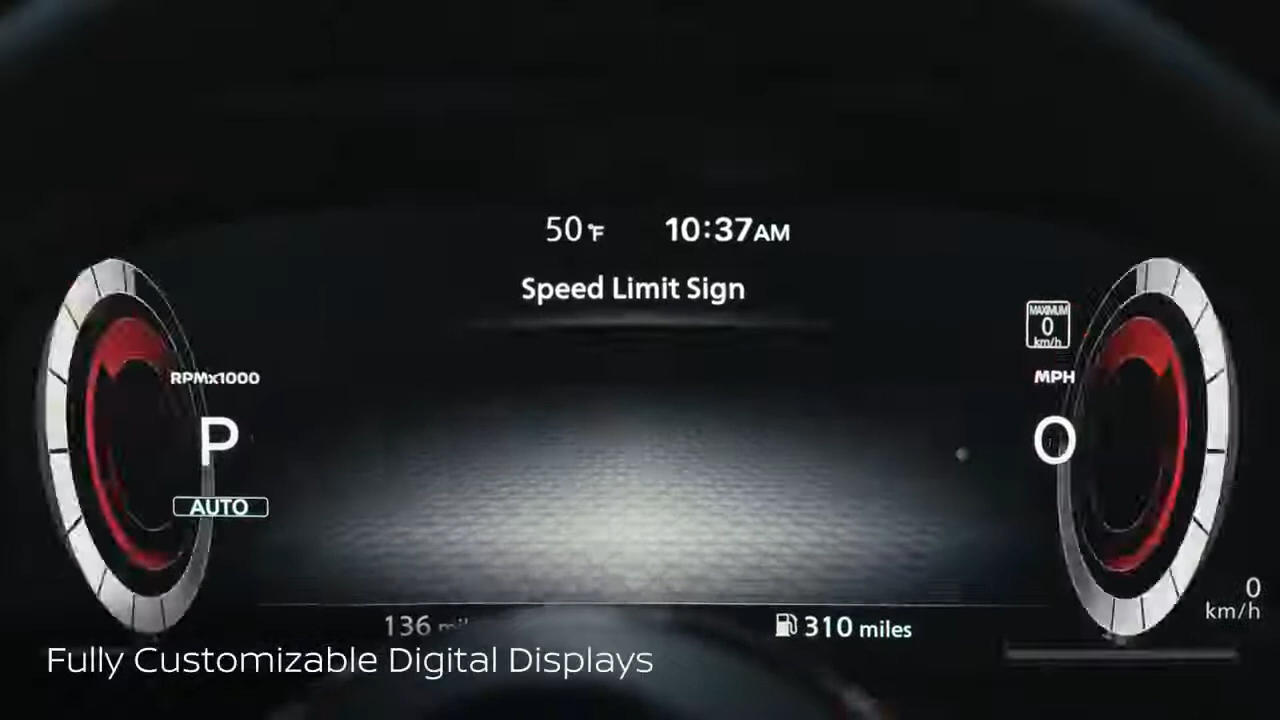 50°F 10:37AM
Speed Limit Sign
MAXIMUM
0
km/h
RPMx1000
MPH
P
0
AUTO
0
km/h
136
310 miles
Fully Customizable Digital Displays